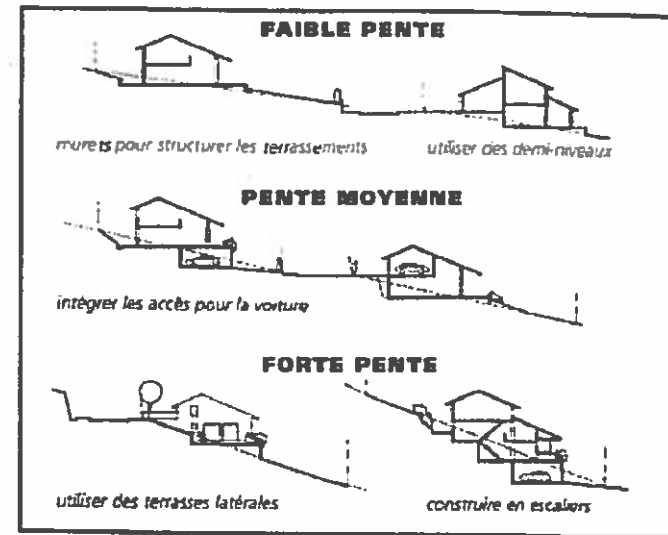 FAIBLE PENTE
murets pour structurer les terrassements
utiliser des demi-niveaux
PENTE MOYENNE
intégrer les accès pour la voiture
FORTE PENTE
utiliser des terrasses latérales
construire en escaliers